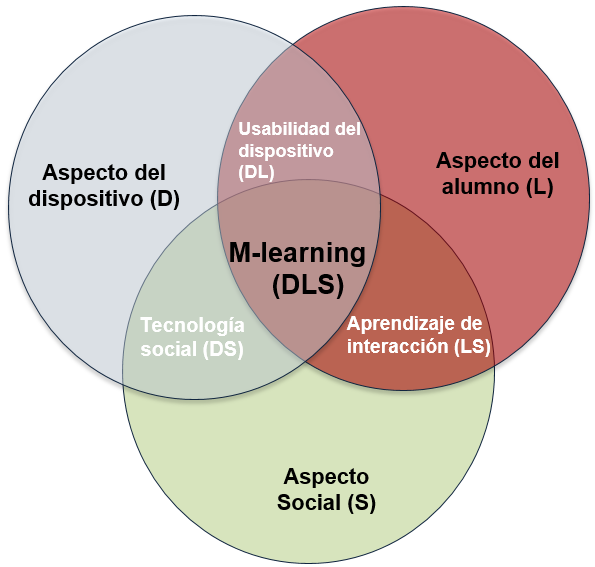 Usabilidad del
dispositivo
(DL)
Aspecto del
dispositivo (D)
Aspecto del
alumno (L)
M-learning
(DLS)
Tecnología
social (DS)
Aprendizaje de
interacción (LS)
Aspecto
Social (S)